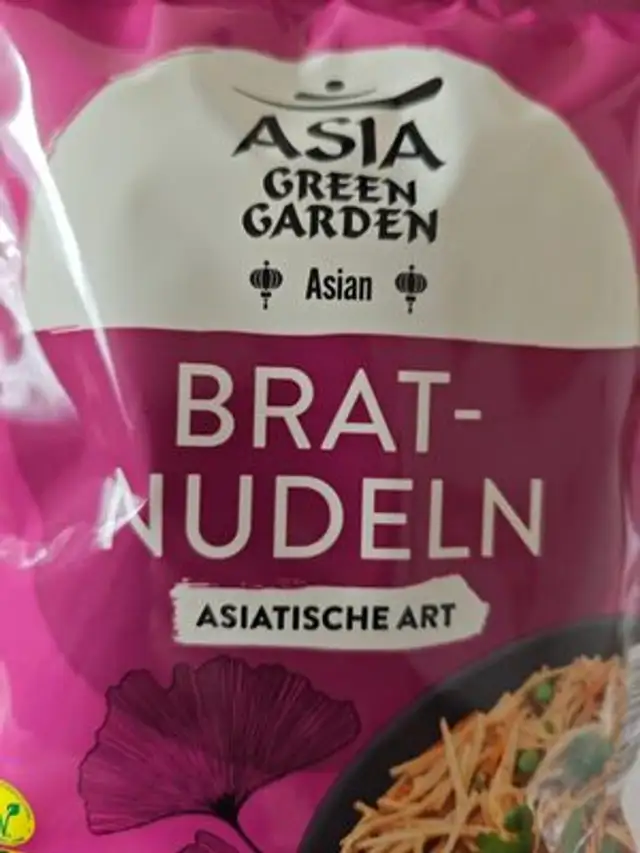 ASIA
GREEN
GARDEN
Asian
BRAT-
NUDELN
ASIATISCHE ART